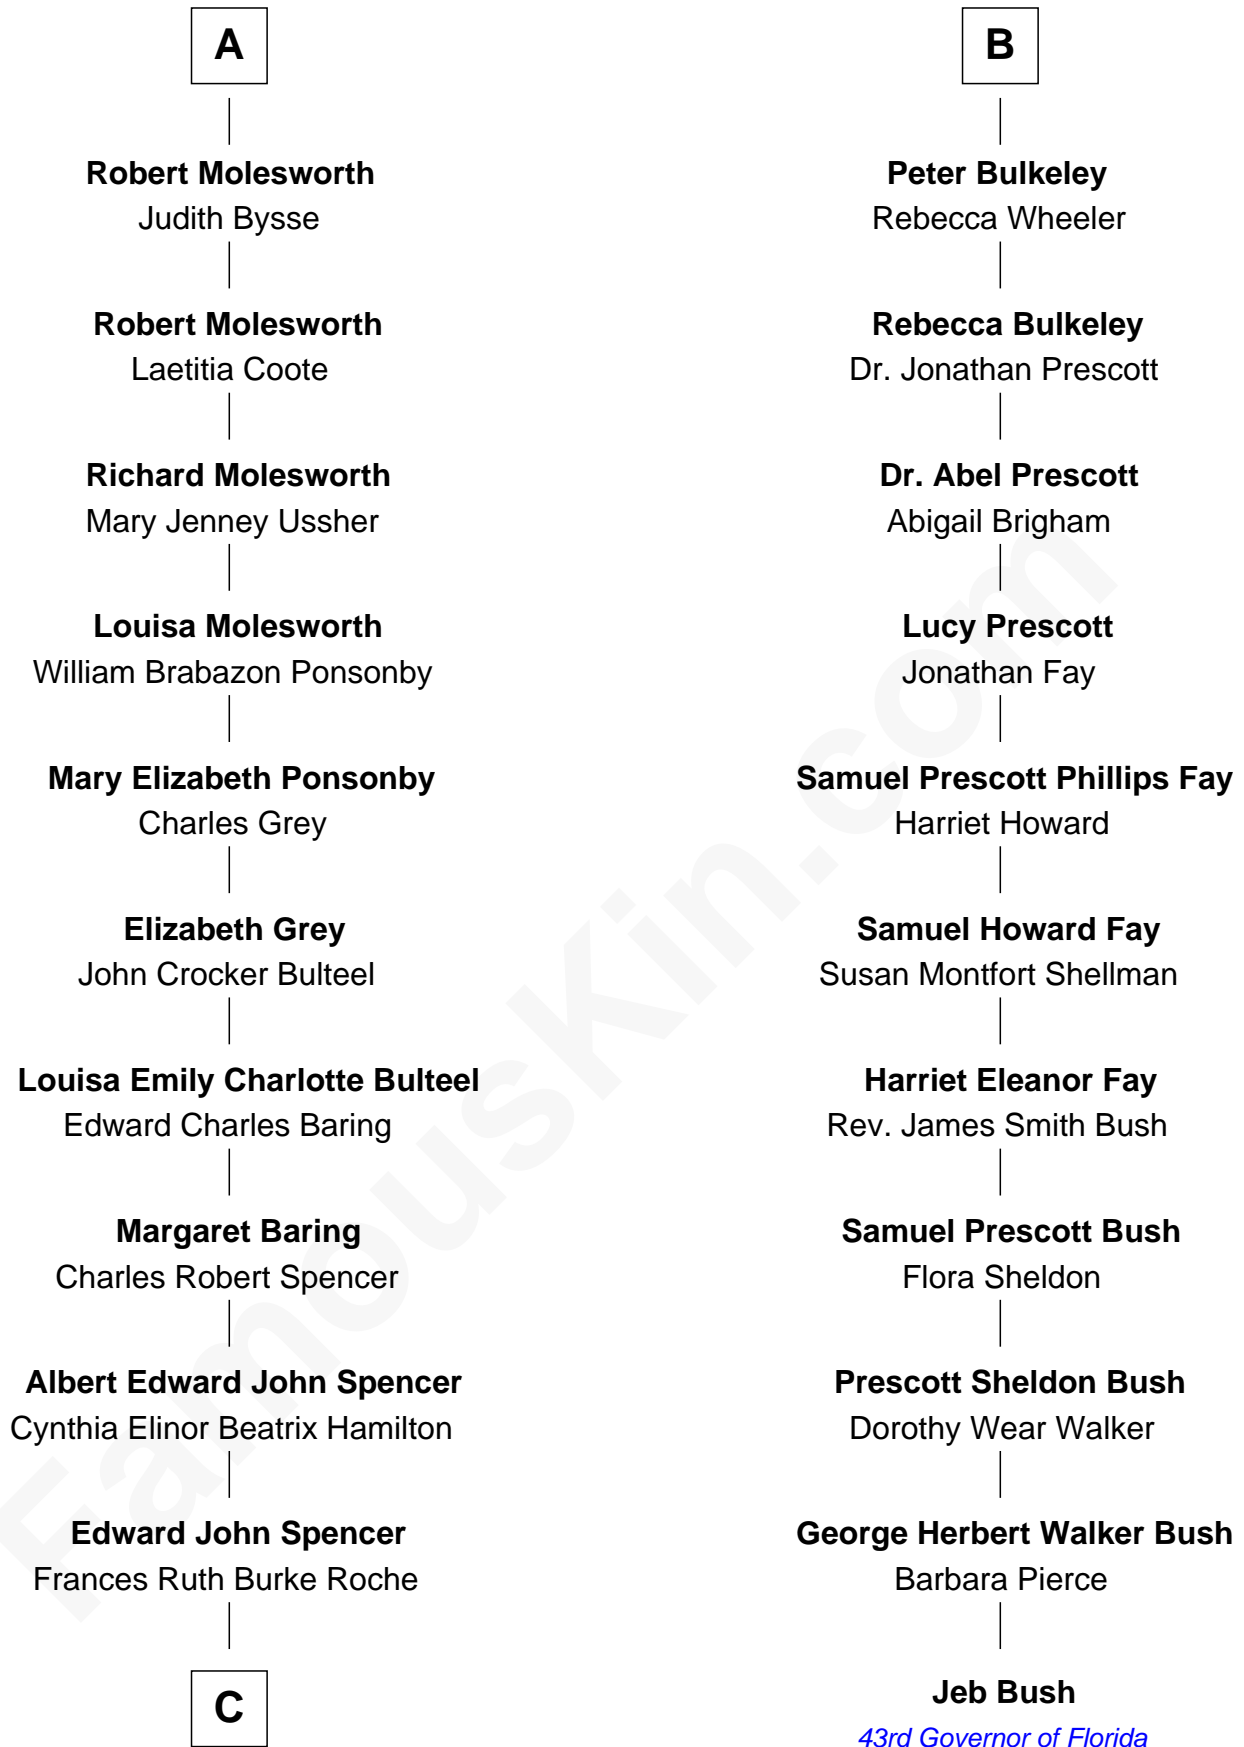 A
Robert Molesworth
Judith Bysse
Robert Molesworth
Laetitia Coote
Richard Molesworth
Mary Jenney Ussher
Louisa Molesworth
William Brabazon Ponsonby
Mary Elizabeth Ponsonby
Charles Grey
Elizabeth Grey
John Crocker Bulteel
Louisa Emily Charlotte Bulteel
Edward Charles Baring
Margaret Baring
Charles Robert Spencer
Albert Edward John Spencer
Cynthia Elinor Beatrix Hamilton
Edward John Spencer
Frances Ruth Burke Roche
C
B
Peter Bulkeley
Rebecca Wheeler
Rebecca Bulkeley
Dr. Jonathan Prescott
Dr. Abel Prescott
Abigail Brigham
Lucy Prescott
Jonathan Fay
Samuel Prescott Phillips Fay
Harriet Howard
Samuel Howard Fay
Susan Montfort Shellman
Harriet Eleanor Fay
Rev. James Smith Bush
Samuel Prescott Bush
Flora Sheldon
Prescott Sheldon Bush
Dorothy Wear Walker
George Herbert Walker Bush
Barbara Pierce
Jeb Bush
43rd Governor of Florida
FamousKin.com